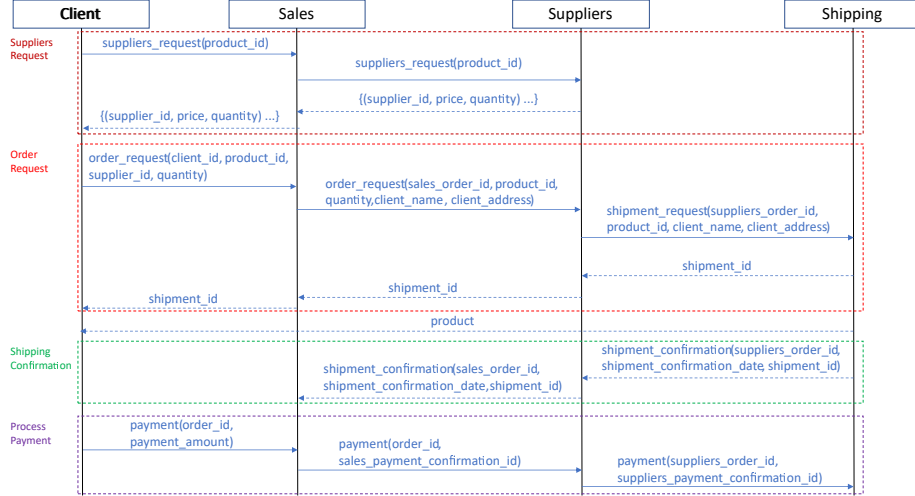 Client
Sales
Suppliers
Shipping
Suppliers
Request
suppliers_request(product_id)
suppliers_request(product_id)
{(supplier_id, price, quantity) ...}
{(supplier_id, price, quantity) ...}
Order
Request
order_request(client_id, product_id,
supplier_id, quantity)
order_request(sales_order_id, product_id,
quantity,client_name , client_address)
shipment_request(suppliers_order_id,
product_id, client_name, client_address)
shipment_id
shipment_id
shipment_id
product
Shipping
Confirmation
shipment_confirmation(suppliers_order_id,
shipment_confirmation_date, shipment_id)
shipment_confirmation(sales_order_id,
shipment_confirmation_date,shipment_id)
Process
Payment
payment(order_id,
payment_amount)
payment(order_id,
sales_payment_confirmation_id)
payment(suppliers_order_id,
suppliers_payment_confirmation_id)